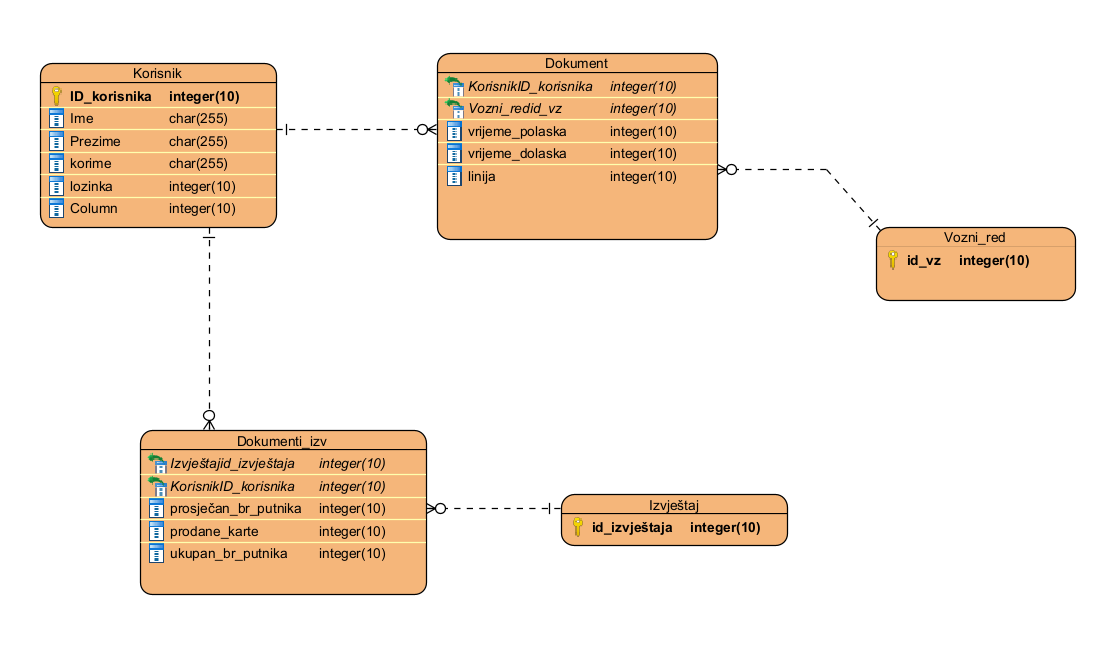 Korisnik
ID_korisnika integer(10)
Ime char(255)
Prezime char(255)
korime char(255)
lozinka integer(10)
Column integer(10)
Dokument
KorisnikID_korisnika integer(10)
Vozni_redid_vz integer(10)
vrijeme_polaska integer(10)
vrijeme_dolaska integer(10)
linija integer(10)
Vozni_red
id_vz integer(10)
Dokumenti_izv
Izvještajid_izvještaja integer(10)
KorisnikID_korisnika integer(10)
prosječan_br_putnika integer(10)
prodane_karte integer(10)
ukupan_br_putnika integer(10)
Izvještaj
id_izvještaja integer(10)